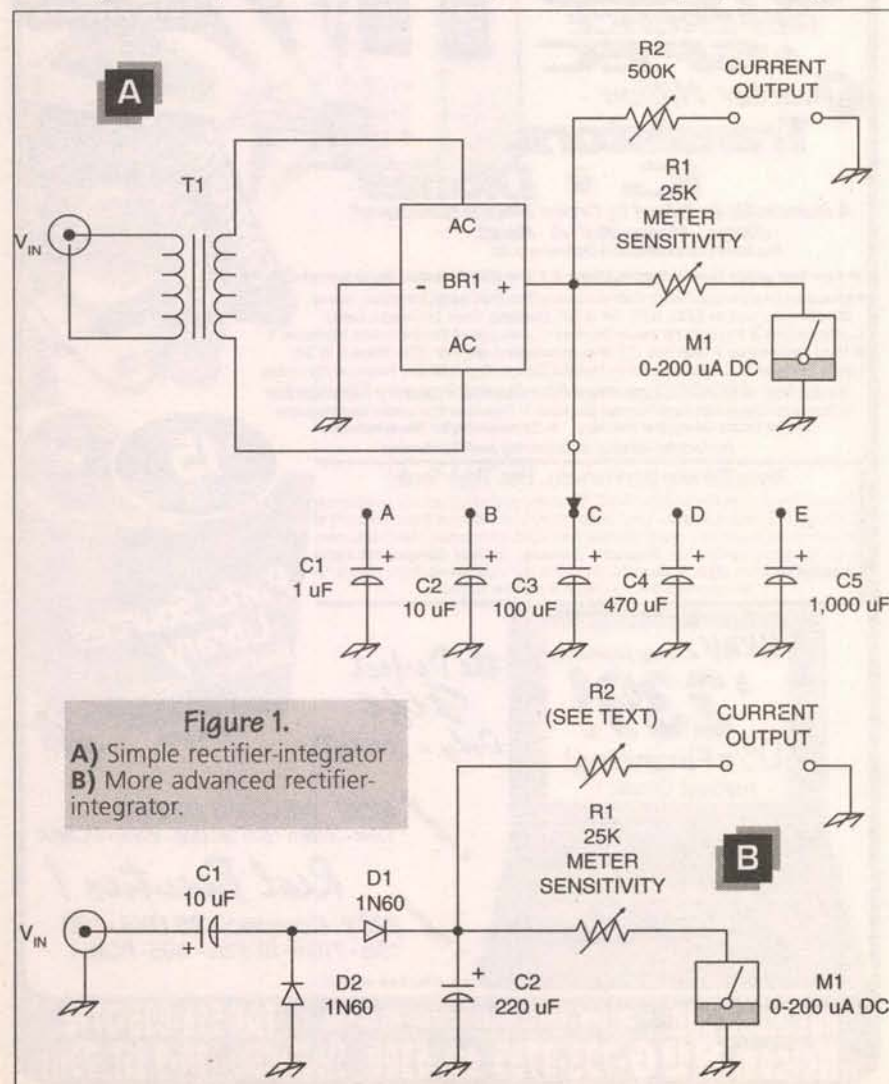 A
T1
V_IN
AC
- BR1 +
AC
R2
500K
CURRENT
OUTPUT
R1
25K
METER
SENSITIVITY
M1
0-200 uA DC
A
B
C
D
E
C1
1 uF
+
C2
10 uF
+
C3
100 uF
+
C4
470 uF
+
C5
1,000 uF
+
Figure 1.
A) Simple rectifier-integrator
B) More advanced rectifier-
integrator.
R2
(SEE TEXT)
CURRENT
OUTPUT
R1
25K
METER
SENSITIVITY
B
V_IN
C1
10 uF
+
D1
1N60
D2
1N60
+
C2
220 uF
M1
0-200 uA DC